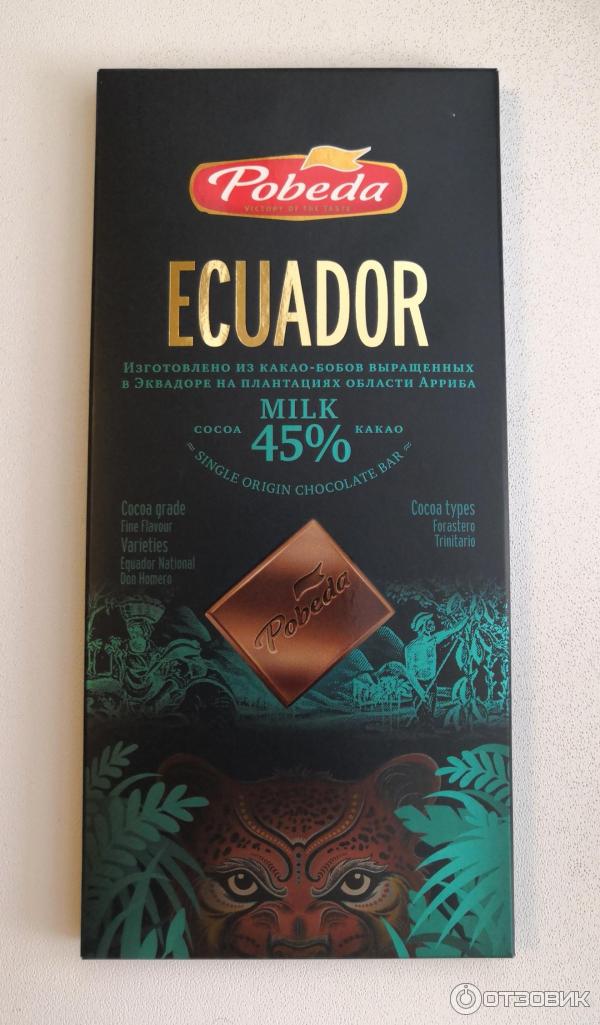 Pobeda
VICTORY OF THE TASTE
ECUADOR
Изготовлено из какао-бобов выращенных
в Эквадоре на плантациях области Арриба
MILK
COCOA 45% КАКАО
≈ SINGLE ORIGIN CHOCOLATE BAR ≈
Cocoa grade
Fine Flavour
Varieties
Equador National
Don Homero
Cocoa types
Forastero
Trinitario
Pobeda
ОТЗОВИК